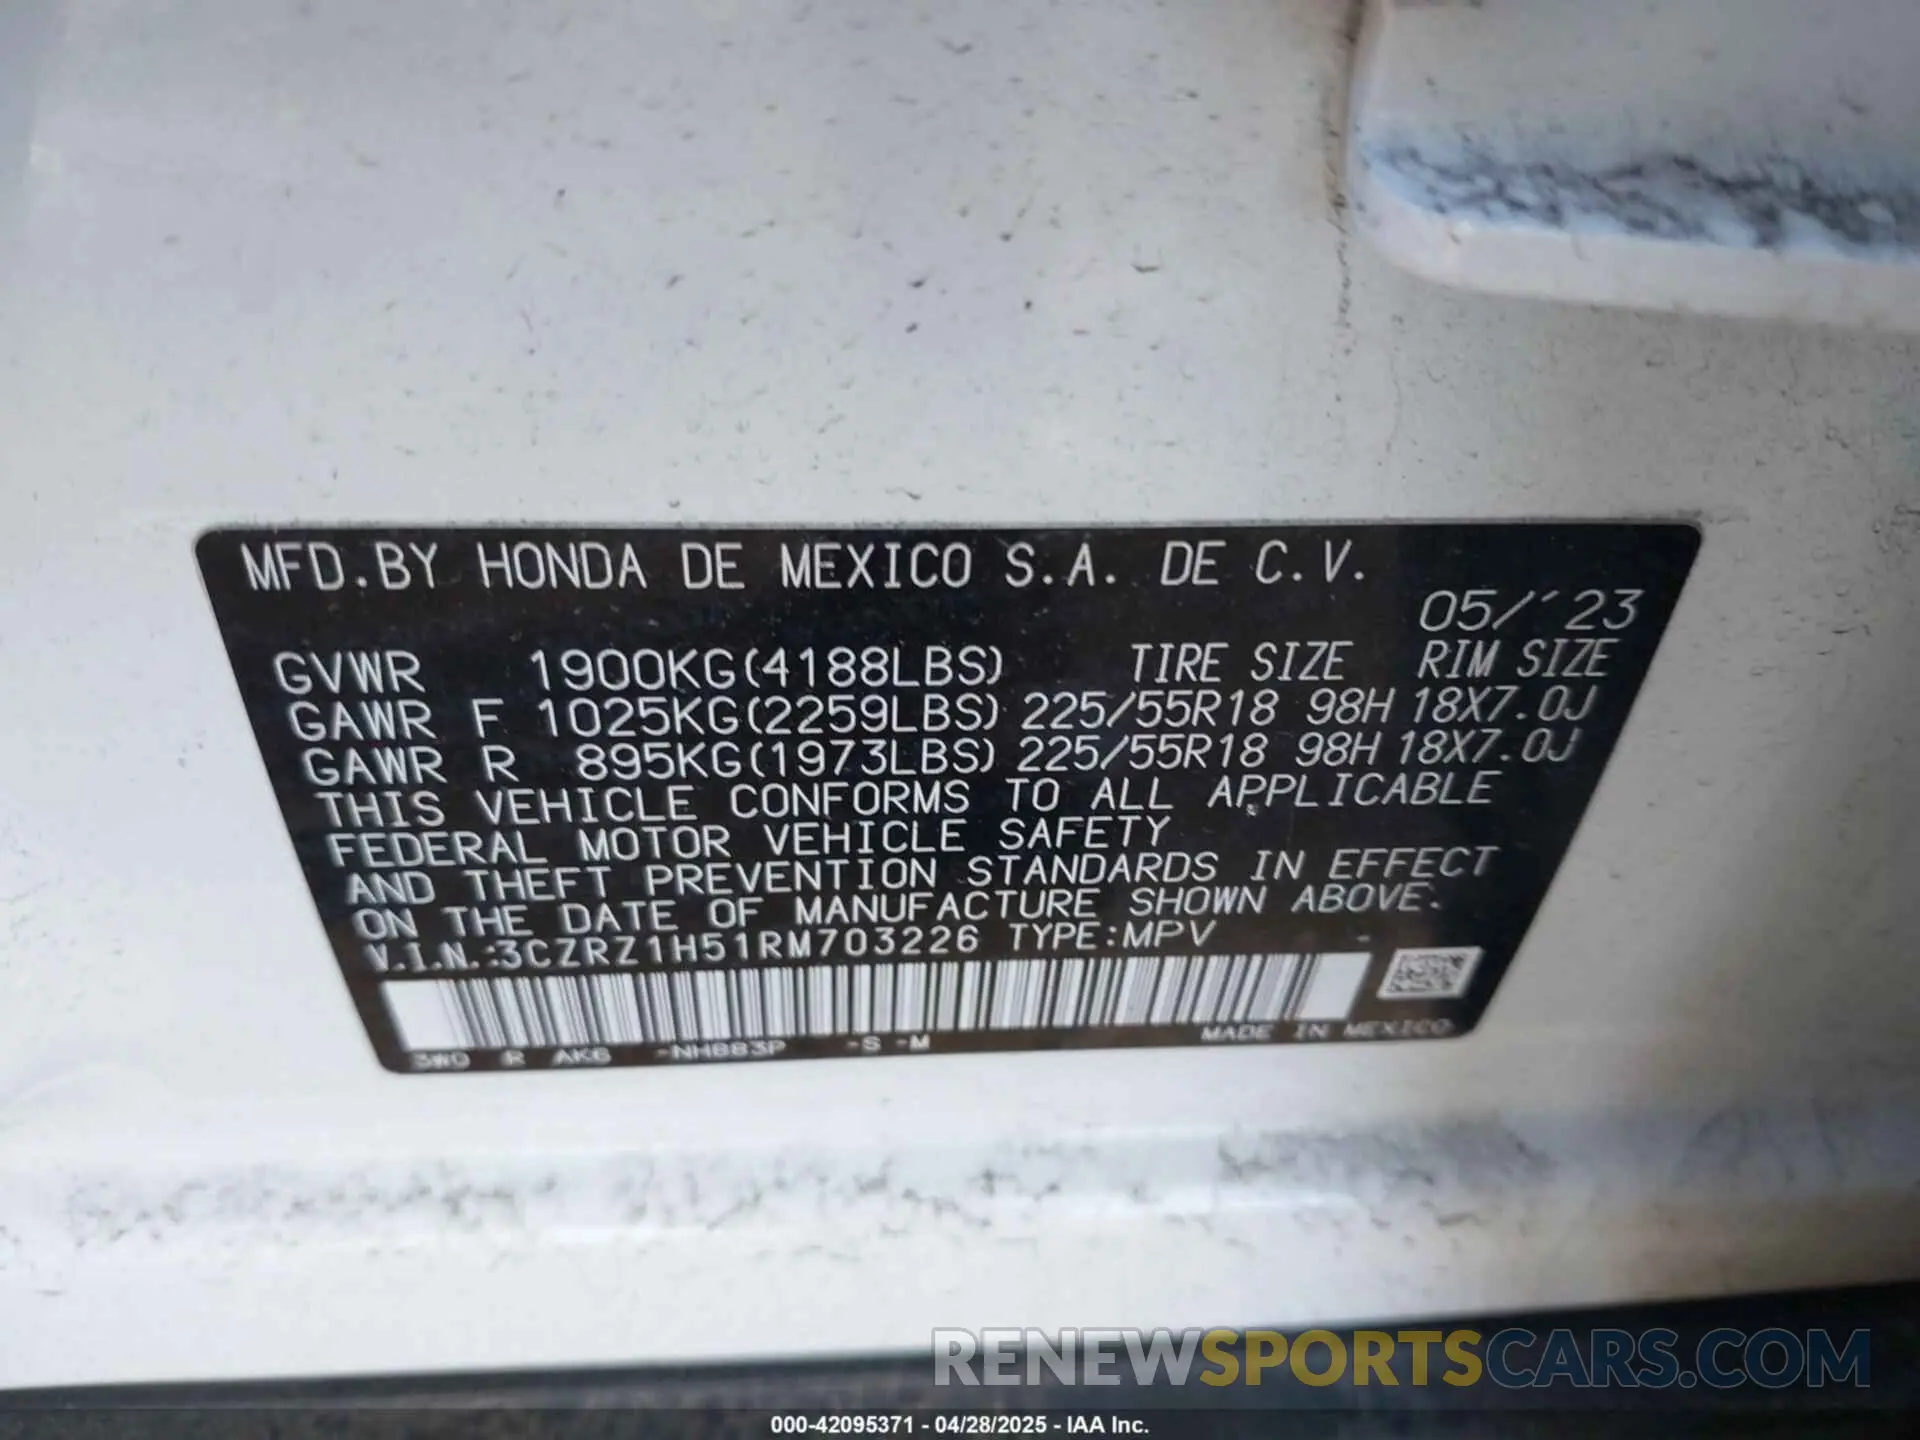 MFD.BY HONDA DE MEXICO S.A. DE C.V.
05/'23
GVWR 1900KG(4188LBS) TIRE SIZE RIM SIZE
GAWR F 1025KG(2259LBS) 225/55R18 98H 18X7.0J
GAWR R 895KG(1973LBS) 225/55R18 98H 18X7.0J
THIS VEHICLE CONFORMS TO ALL APPLICABLE
FEDERAL MOTOR VEHICLE SAFETY
AND THEFT PREVENTION STANDARDS IN EFFECT
ON THE DATE OF MANUFACTURE SHOWN ABOVE.
V.I.N.:3CZRZ1H51RM703226 TYPE:MPV
3W0 R AK6 -NH883P -S -M MADE IN MEXICO
RENEWSPORTSCARS.COM
000-42095371 - 04/28/2025 - IAA Inc.